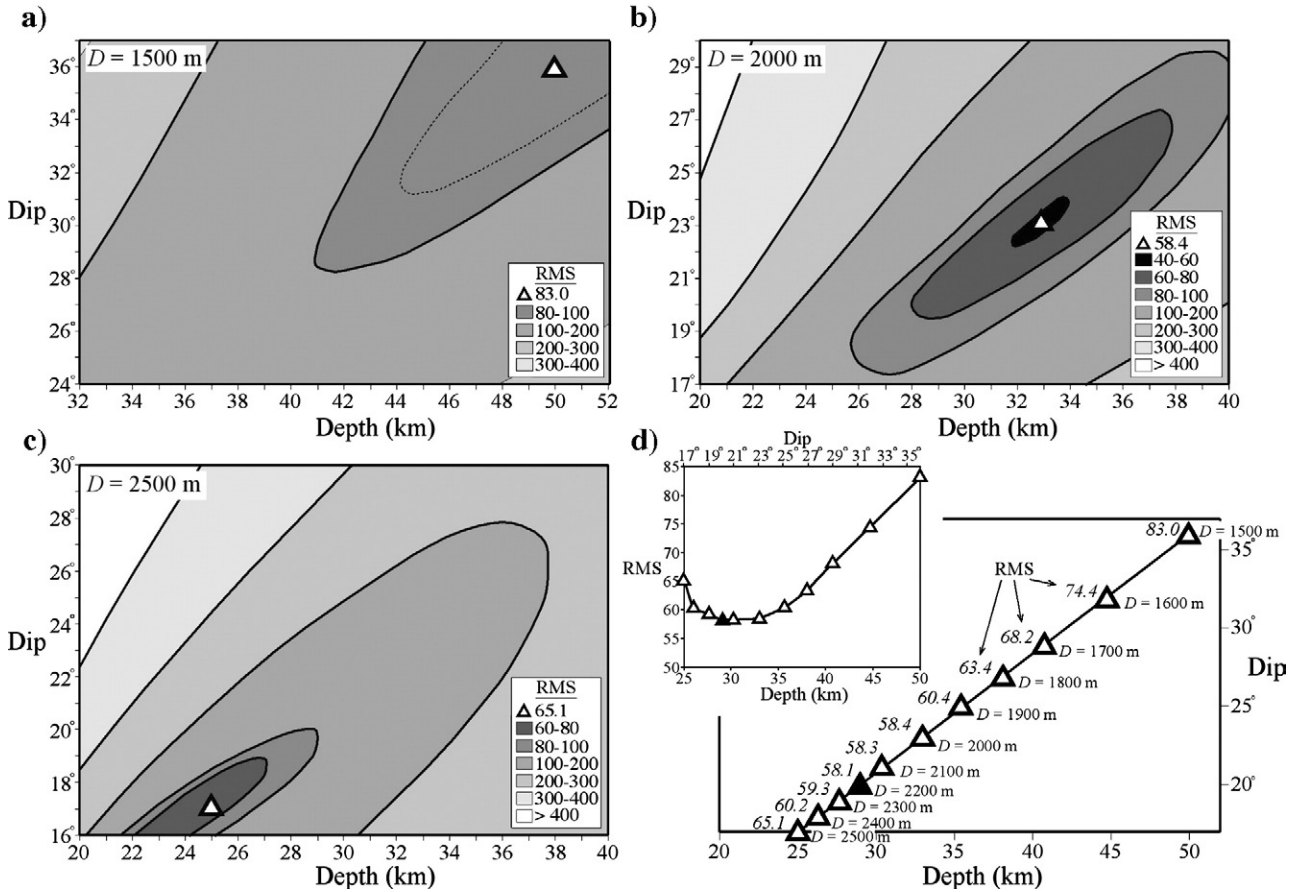 a)
D = 1500 m
36°
34°
32°
Dip
30°
28°
26°
24°
RMS
83.0
80-100
100-200
200-300
300-400
32 34 36 38 40 42 44 46 48 50 52
Depth (km)
b)
D = 2000 m
29°
27°
25°
23°
21°
19°
17°
RMS
58.4
40-60
60-80
80-100
100-200
200-300
300-400
> 400
20 22 24 26 28 30 32 34 36 38 40
Depth (km)
c)
D = 2500 m
30°
28°
26°
24°
22°
Dip
20°
18°
16°
RMS
65.1
60-80
80-100
100-200
200-300
300-400
> 400
20 22 24 26 28 30 32 34 36 38 40
Depth (km)
d)
Dip
17° 19° 21° 23° 25° 27° 29° 31° 33° 35°
85
80
75
70
RMS
65
60
55
50
25 30 35 40 45 50
Depth (km)
RMS
83.0 D = 1500 m
74.4 D = 1600 m
68.2 D = 1700 m
63.4 D = 1800 m
60.4 D = 1900 m
58.4 D = 2000 m
58.3 D = 2100 m
58.1 D = 2200 m
59.3 D = 2300 m
60.2 D = 2400 m
65.1 D = 2500 m
35°
30°
Dip
25°
20°
20 25 30 35 40 45 50
Depth (km)